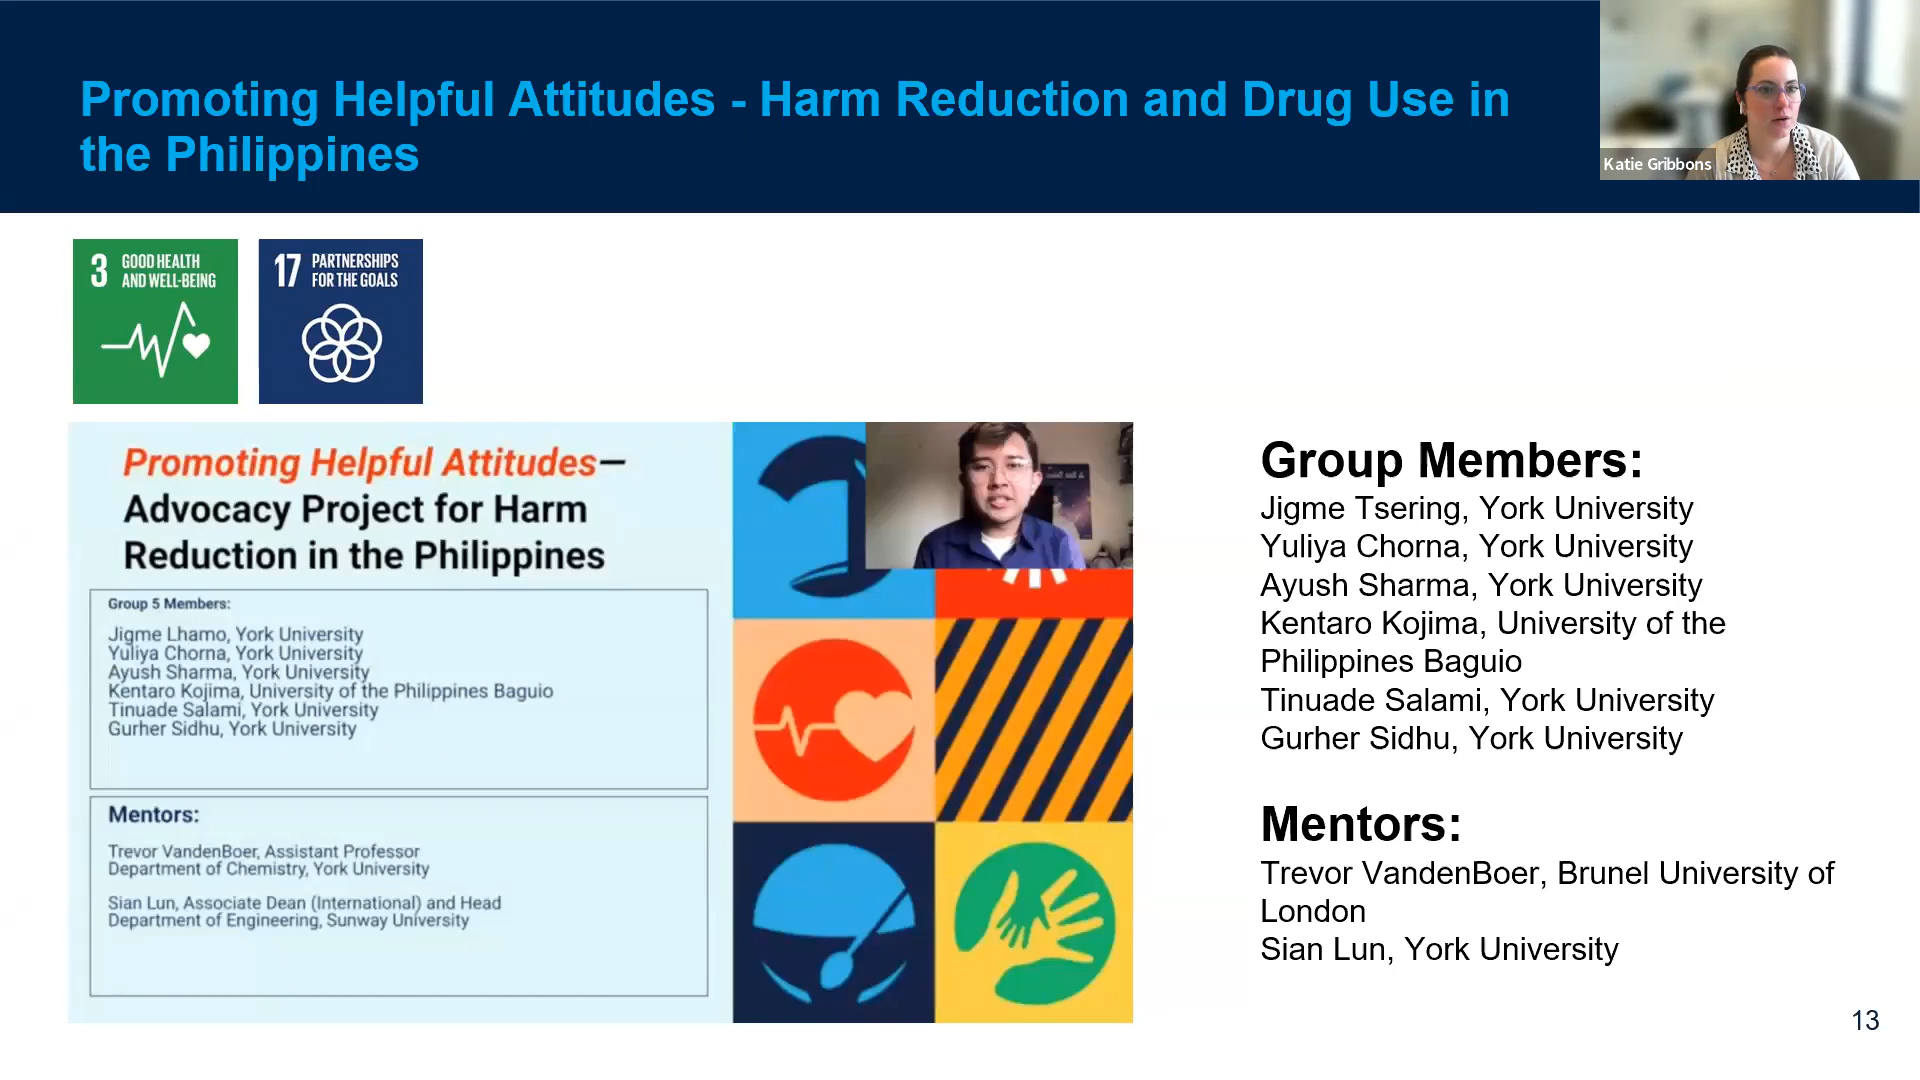 Promoting Helpful Attitudes - Harm Reduction and Drug Use in
the Philippines
Katie Gribbons
3 GOOD HEALTH
AND WELL-BEING
17 PARTNERSHIPS
FOR THE GOALS
Promoting Helpful Attitudes—
Advocacy Project for Harm
Reduction in the Philippines
Group 5 Members:
Jigme Lhamo, York University
Yuliya Chorna, York University
Ayush Sharma, York University
Kentaro Kojima, University of the Philippines Baguio
Tinuade Salami, York University
Gurher Sidhu, York University
Mentors:
Trevor VandenBoer, Assistant Professor
Department of Chemistry, York University
Sian Lun, Associate Dean (International) and Head
Department of Engineering, Sunway University
Group Members:
Jigme Tsering, York University
Yuliya Chorna, York University
Ayush Sharma, York University
Kentaro Kojima, University of the
Philippines Baguio
Tinuade Salami, York University
Gurher Sidhu, York University
Mentors:
Trevor VandenBoer, Brunel University of
London
Sian Lun, York University
13